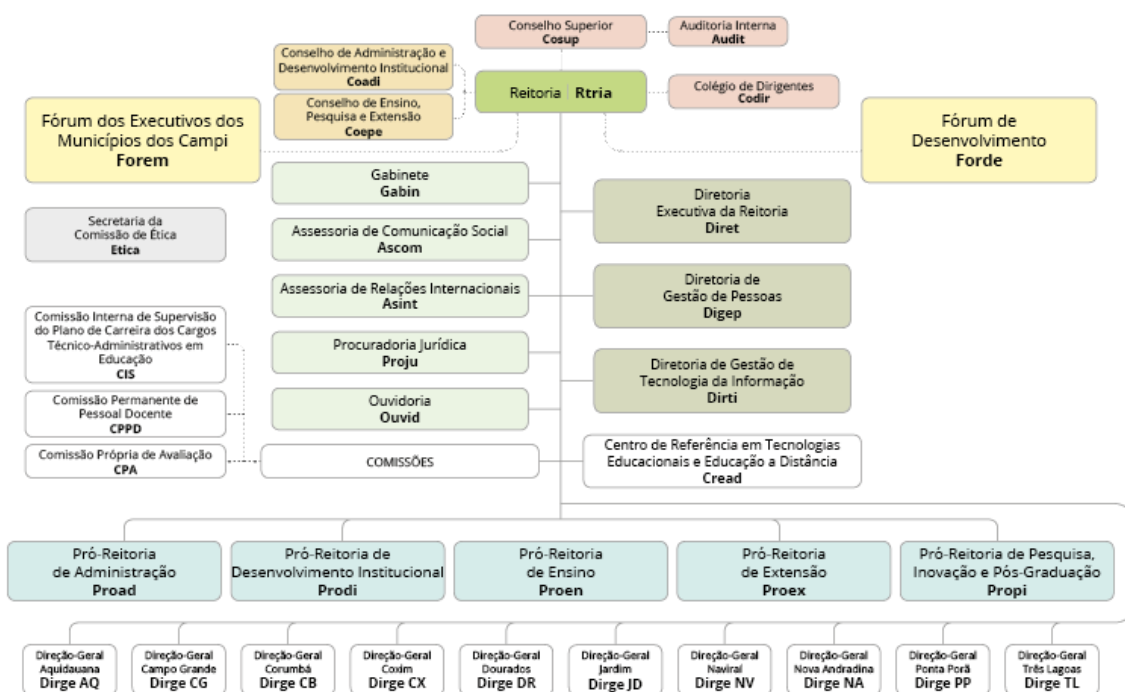 Conselho Superior
Cosup
Auditoria Interna
Audit
Conselho de Administração e
Desenvolvimento Institucional
Coadi
Reitoria | Rtria
Colégio de Dirigentes
Codir
Conselho de Ensino,
Pesquisa e Extensão
Coepe
Fórum dos Executivos dos
Municípios dos Campi
Forem
Fórum de
Desenvolvimento
Forde
Gabinete
Gabin
Diretoria
Executiva da Reitoria
Diret
Secretaria da
Comissão de Ética
Etica
Assessoria de Comunicação Social
Ascom
Assessoria de Relações Internacionais
Asint
Diretoria de
Gestão de Pessoas
Digep
Comissão Interna de Supervisão
do Plano de Carreira dos Cargos
Técnico-Administrativos em
Educação
CIS
Procuradoria Jurídica
Proju
Diretoria de Gestão de
Tecnologia da Informação
Dirti
Comissão Permanente de
Pessoal Docente
CPPD
Ouvidoria
Ouvid
Comissão Própria de Avaliação
CPA
COMISSÕES
Centro de Referência em Tecnologias
Educacionais e Educação a Distância
Cread
Pró-Reitoria
de Administração
Proad
Pró-Reitoria de
Desenvolvimento Institucional
Prodi
Pró-Reitoria
de Ensino
Proen
Pró-Reitoria
de Extensão
Proex
Pró-Reitoria de Pesquisa,
Inovação e Pós-Graduação
Propi
Direção-Geral
Aquidauana
Dirge AQ
Direção-Geral
Campo Grande
Dirge CG
Direção-Geral
Corumbá
Dirge CB
Direção-Geral
Coxim
Dirge CX
Direção-Geral
Dourados
Dirge DR
Direção-Geral
Jardim
Dirge JD
Direção-Geral
Naviraí
Dirge NV
Direção-Geral
Nova Andradina
Dirge NA
Direção-Geral
Ponta Porã
Dirge PP
Direção-Geral
Três Lagoas
Dirge TL